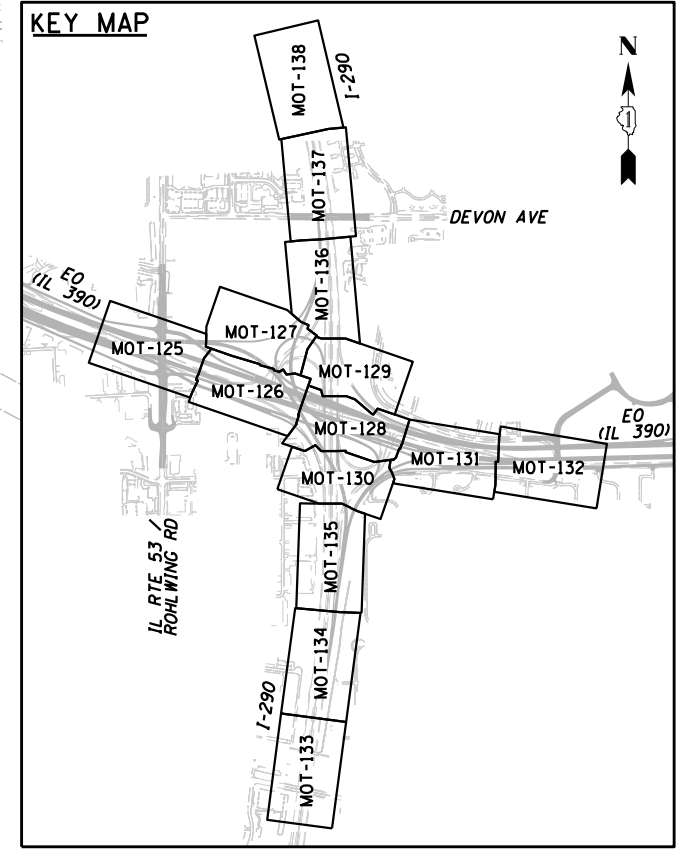 KEY MAP
N
1
MOT-138
I-290
MOT-137
DEVON AVE
MOT-136
EO
(IL 390)
MOT-127
MOT-125
MOT-129
MOT-126
MOT-128
EO
(IL 390)
MOT-131
MOT-132
MOT-130
IL RTE 53 /
ROHLWING RD
MOT-135
MOT-134
I-290
MOT-133